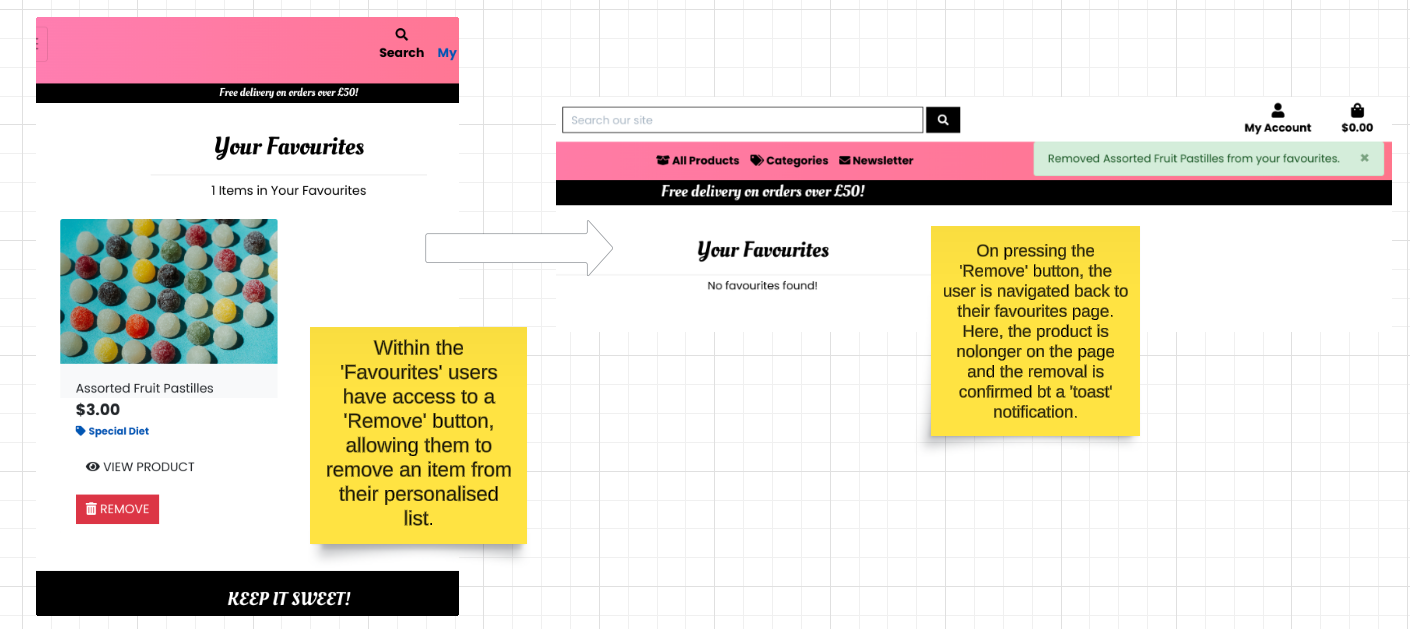 Search My
Free delivery on orders over £50!
Your Favourites
1 Items in Your Favourites
Assorted Fruit Pastilles
$3.00
Special Diet
VIEW PRODUCT
REMOVE
KEEP IT SWEET!
Within the
'Favourites' users
have access to a
'Remove' button,
allowing them to
remove an item from
their personalised
list.
Search our site
My Account
$0.00
All Products
Categories
Newsletter
Removed Assorted Fruit Pastilles from your favourites. ×
Free delivery on orders over £50!
Your Favourites
No favourites found!
On pressing the
'Remove' button, the
user is navigated back to
their favourites page.
Here, the product is
nolonger on the page
and the removal is
confirmed bt a 'toast'
notification.